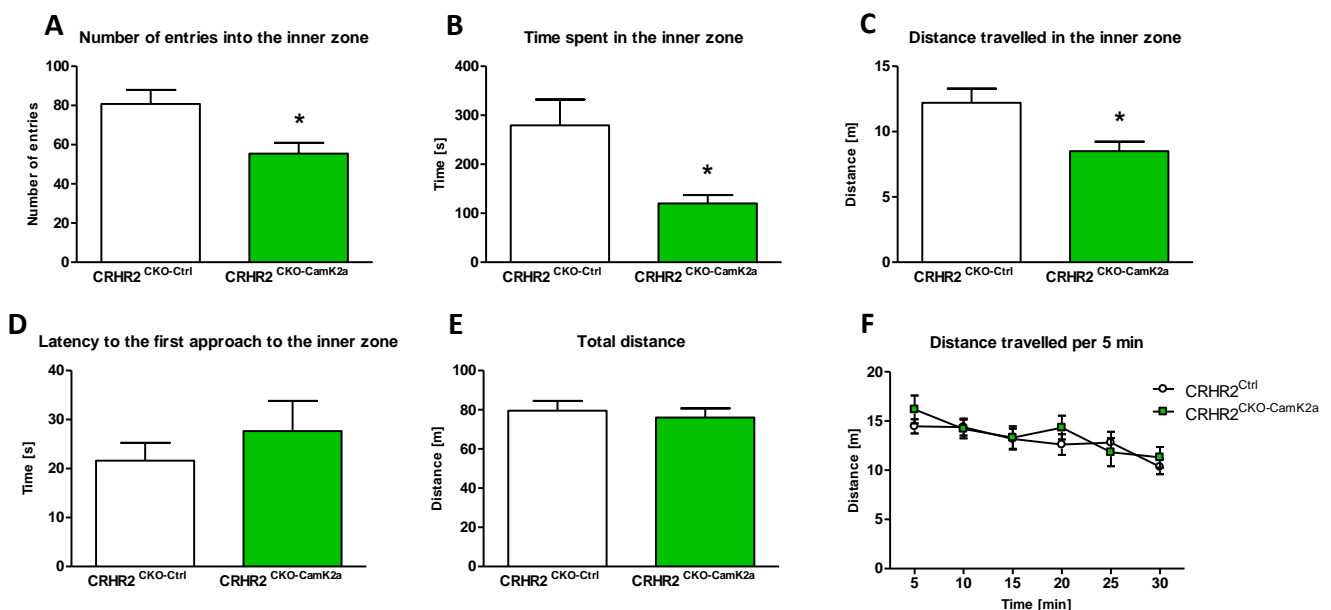 A
Number of entries into the inner zone
Number of entries
100
80
60
40
20
0
*
CRHR2 CKO-Ctrl
CRHR2 CKO-CamK2a
B
Time spent in the inner zone
Time [s]
400
300
200
100
0
*
CRHR2 CKO-Ctrl
CRHR2 CKO-CamK2a
C
Distance travelled in the inner zone
Distance [m]
15
10
5
0
*
CRHR2 CKO-Ctrl
CRHR2 CKO-CamK2a
D
Latency to the first approach to the inner zone
Time [s]
40
30
20
10
0
CRHR2 CKO-Ctrl
CRHR2 CKO-CamK2a
E
Total distance
Distance [m]
100
80
60
40
20
0
CRHR2 CKO-Ctrl
CRHR2 CKO-CamK2a
F
Distance travelled per 5 min
Distance [m]
20
15
10
5
0
5 10 15 20 25 30
Time [min]
CRHR2Ctrl
CRHR2CKO-CamK2a